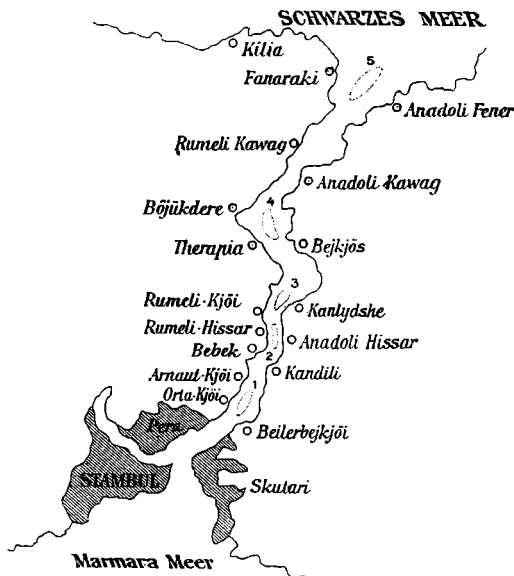 SCHWARZES MEER
Kilia
5
Fanaraki
Anadoli Fener
Rumeli Kawag
Anadoli Kawag
Böjükdere
4
Therapia
Bejkjös
3
Rumeli-Kjöi
Kanlydshe
Rumeli-Hissar
Anadoli Hissar
Bebek
2
Arnaut-Kjöi
Kandili
Orta-Kjöi
1
Pera
Beilerbejkjöi
STAMBUL
Skutari
Marmara Meer